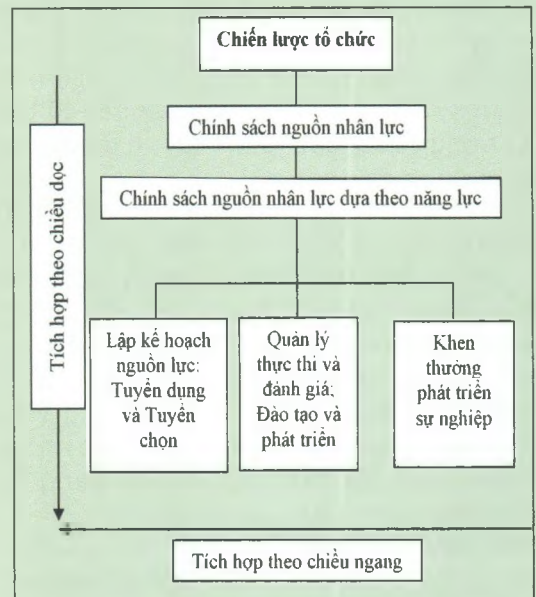 Chiến lược tổ chức
Chính sách nguồn nhân lực
Chính sách nguồn nhân lực dựa theo năng lực
Tích hợp theo chiều dọc
Lập kế hoạch
nguồn lực:
Tuyển dụng
và Tuyển
chọn
Quản lý
thực thi và
đánh giá;
Đào tạo và
phát triển
Khen
thưởng
phát triển
sự nghiệp
Tích hợp theo chiều ngang